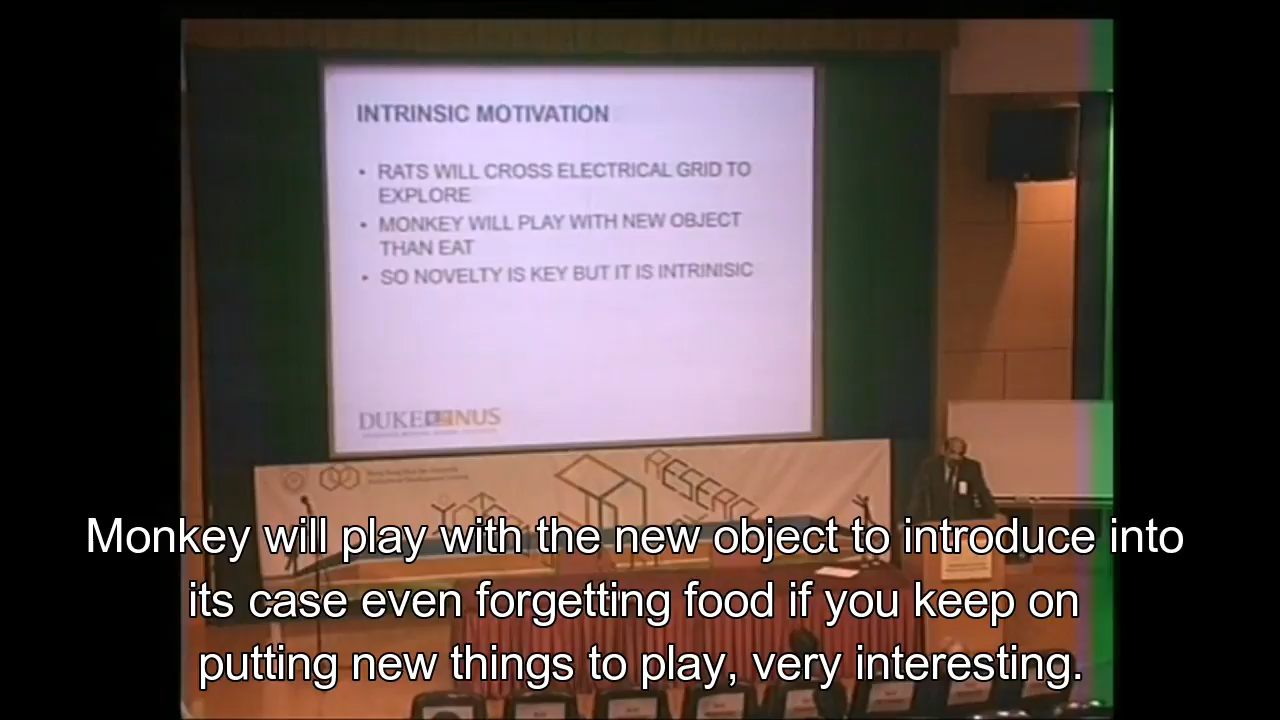 INTRINSIC MOTIVATION
• RATS WILL CROSS ELECTRICAL GRID TO
EXPLORE
• MONKEY WILL PLAY WITH NEW OBJECT
THAN EAT
• SO NOVELTY IS KEY BUT IT IS INTRINISIC
DUKE NUS
RESEARC
Monkey will play with the new object to introduce into
its case even forgetting food if you keep on
putting new things to play, very interesting.